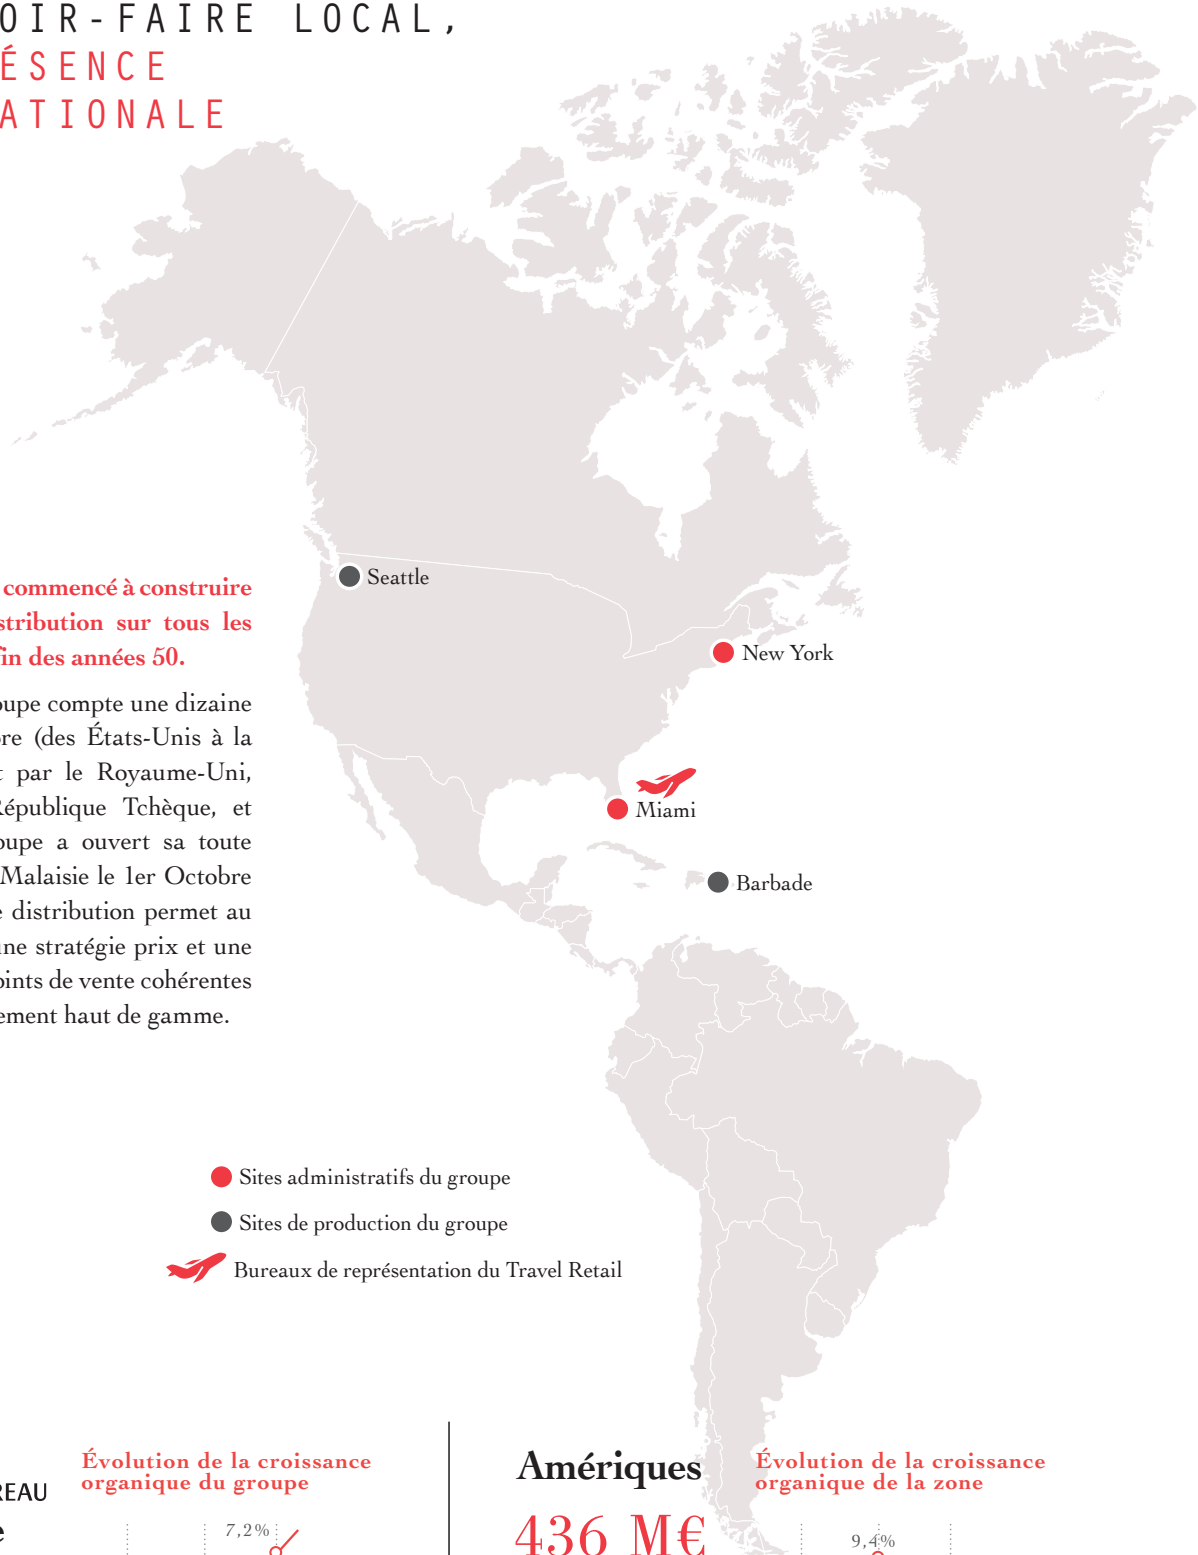 OIR-FAIRE LOCAL,
ÉSENCE
ATIONALE
commencé à construire
stribution sur tous les
fin des années 50.
oupe compte une dizaine
re (des États-Unis à la
t par le Royaume-Uni,
République Tchèque, et
oupe a ouvert sa toute
Malaisie le 1er Octobre
e distribution permet au
une stratégie prix et une
oints de vente cohérentes
ement haut de gamme.
Seattle
New York
Miami
Barbade
Sites administratifs du groupe
Sites de production du groupe
Bureaux de représentation du Travel Retail
REAU
e
Évolution de la croissance
organique du groupe
7,2%
Amériques
436 M€
Évolution de la croissance
organique de la zone
9,4%